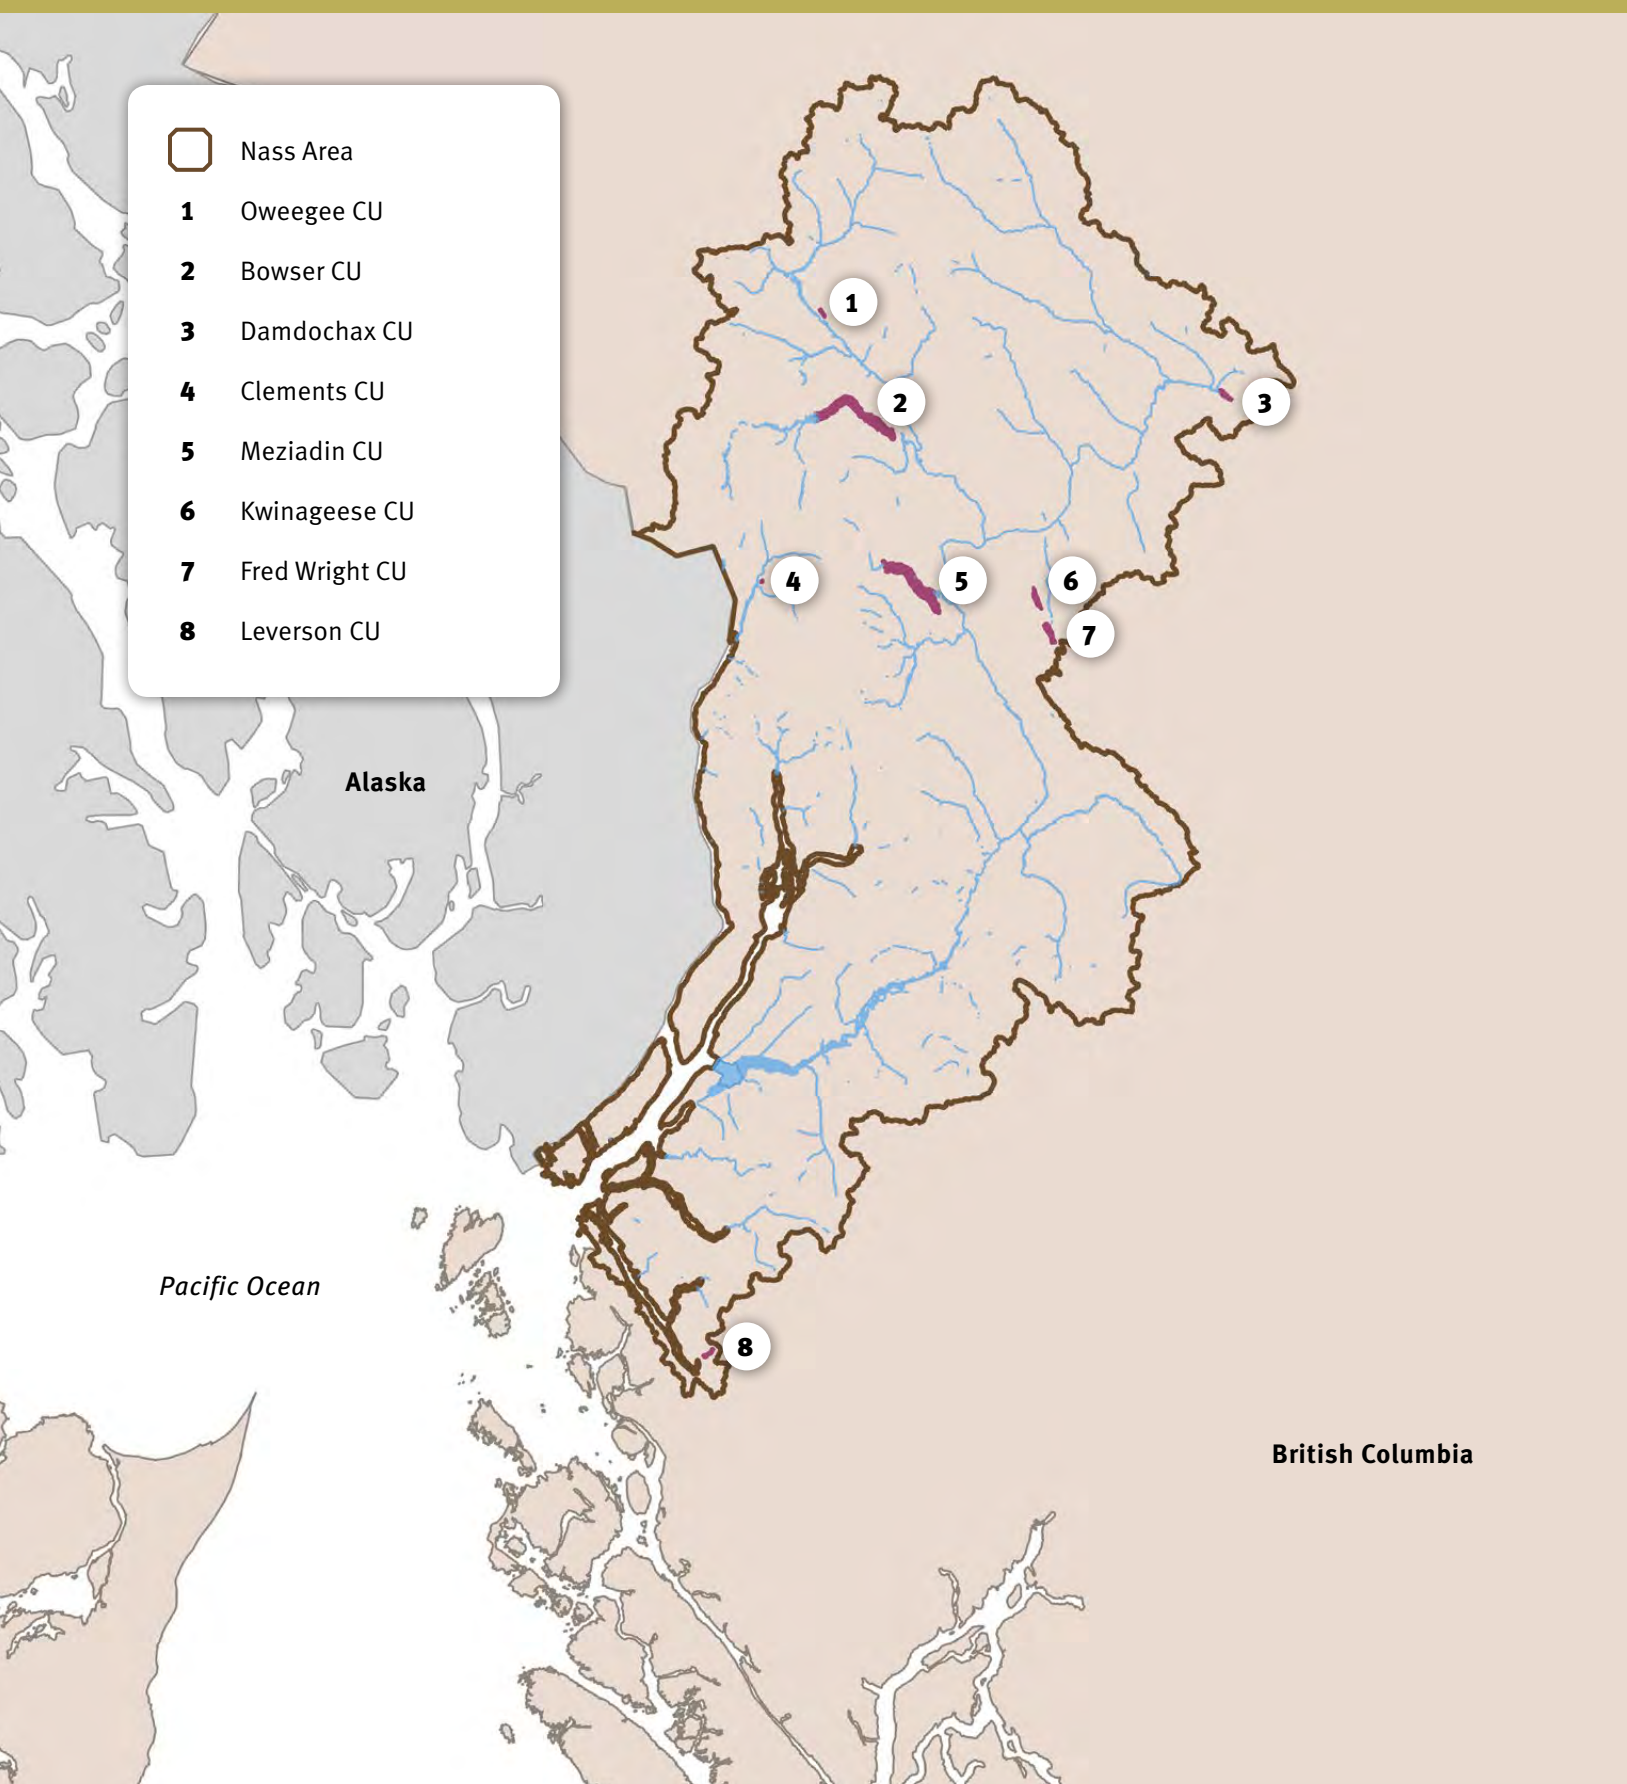 Nass Area
1 Oweegee CU
2 Bowser CU
3 Damdochax CU
4 Clements CU
5 Meziadin CU
6 Kwinageese CU
7 Fred Wright CU
8 Leverson CU
1
2
3
4
5
6
7
Alaska
Pacific Ocean
8
British Columbia